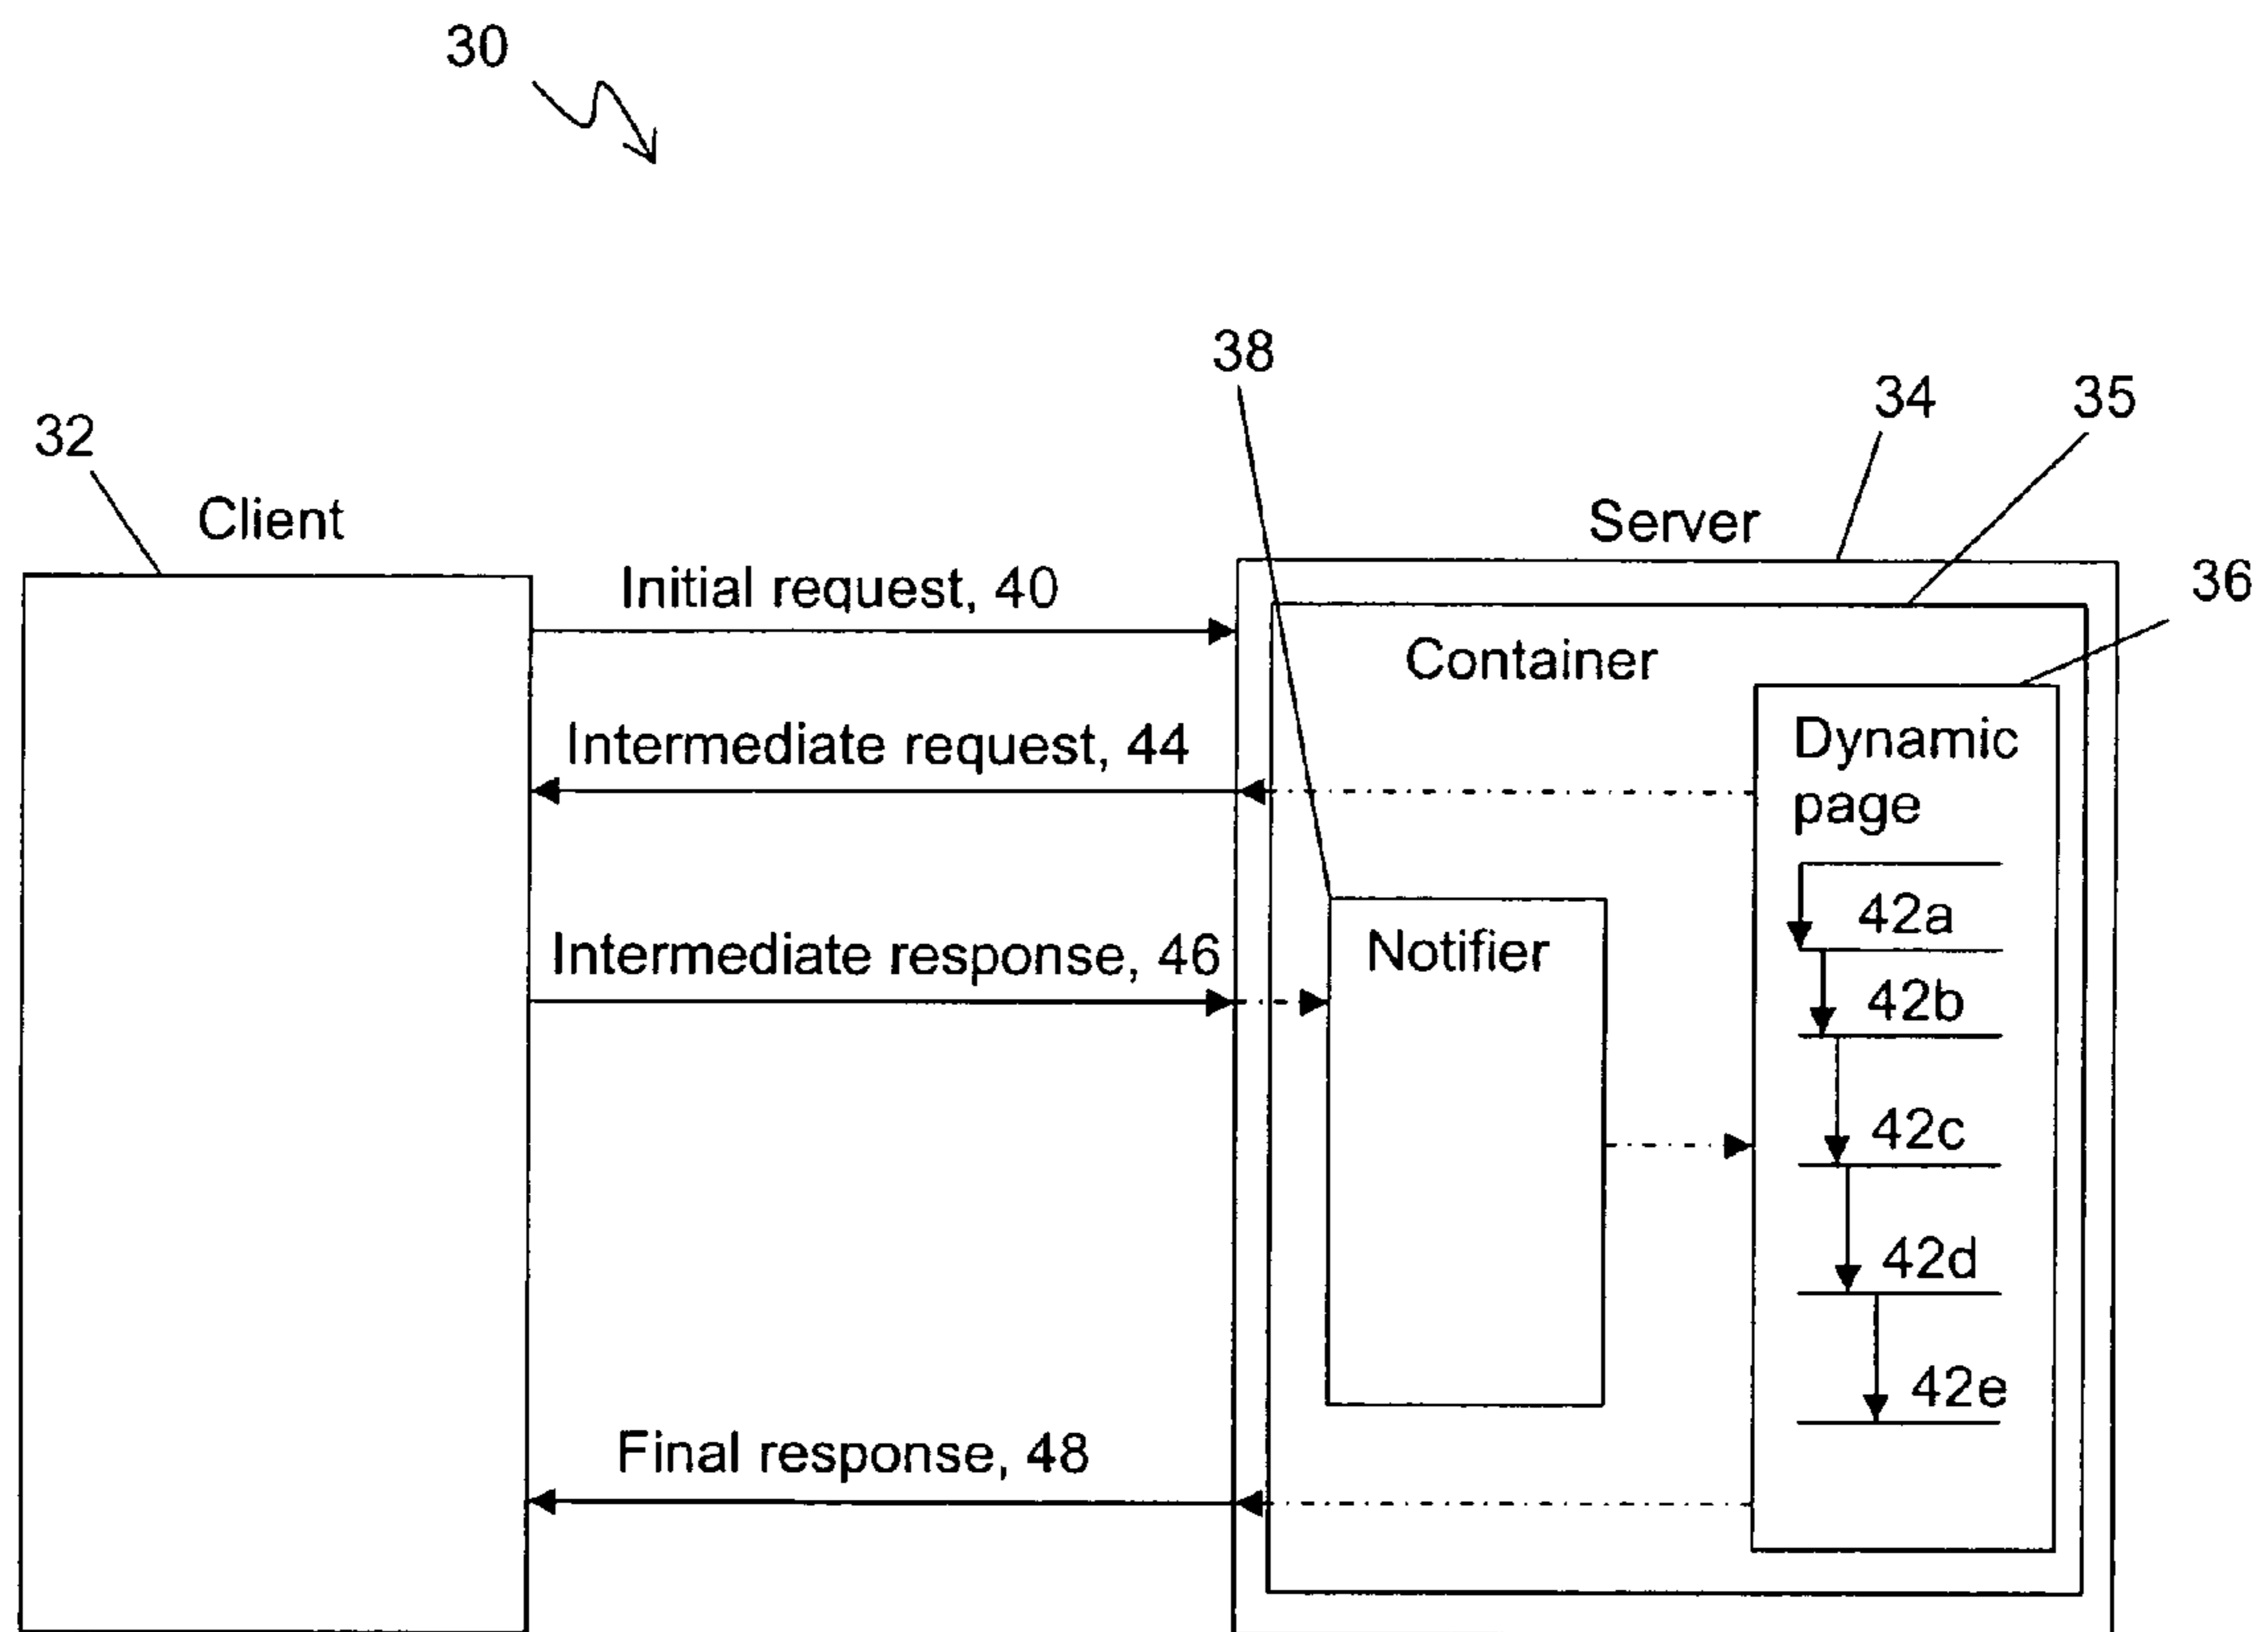 30
38
34
35
32
Client
Server
36
Initial request, 40
Container
Intermediate request, 44
Dynamic
page
42a
Intermediate response, 46
Notifier
42b
42c
42d
42e
Final response, 48